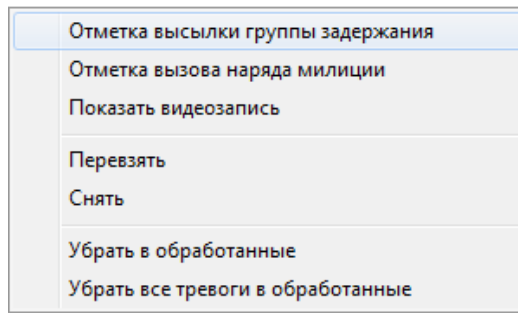 Отметка высылки группы задержания
Отметка вызова наряда милиции
Показать видеозапись
Перевзять
Снять
Убрать в обработанные
Убрать все тревоги в обработанные